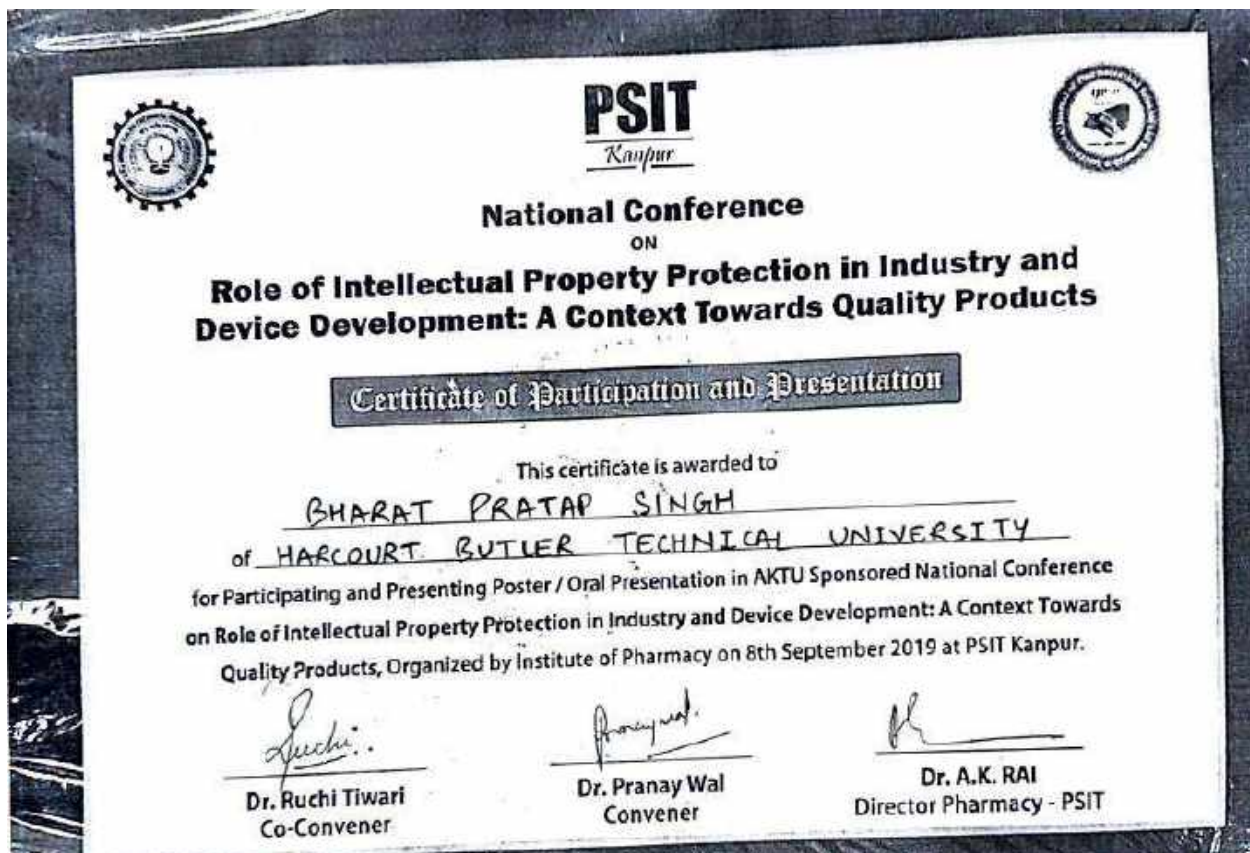 PSIT
Kanpur
National Conference
ON
Role of Intellectual Property Protection in Industry and
Device Development: A Context Towards Quality Products
Certificate of Participation and Presentation
This certificate is awarded to
BHARAT PRATAP SINGH
of HARCOURT BUTLER TECHNICAL UNIVERSITY
for Participating and Presenting Poster / Oral Presentation in AKTU Sponsored National Conference
on Role of Intellectual Property Protection in Industry and Device Development: A Context Towards
Quality Products, Organized by Institute of Pharmacy on 8th September 2019 at PSIT Kanpur.
Ruchi
Dr. Ruchi Tiwari
Co-Convener
Pranaywal
Dr. Pranay Wal
Convener
Dr. A.K. RAI
Director Pharmacy - PSIT